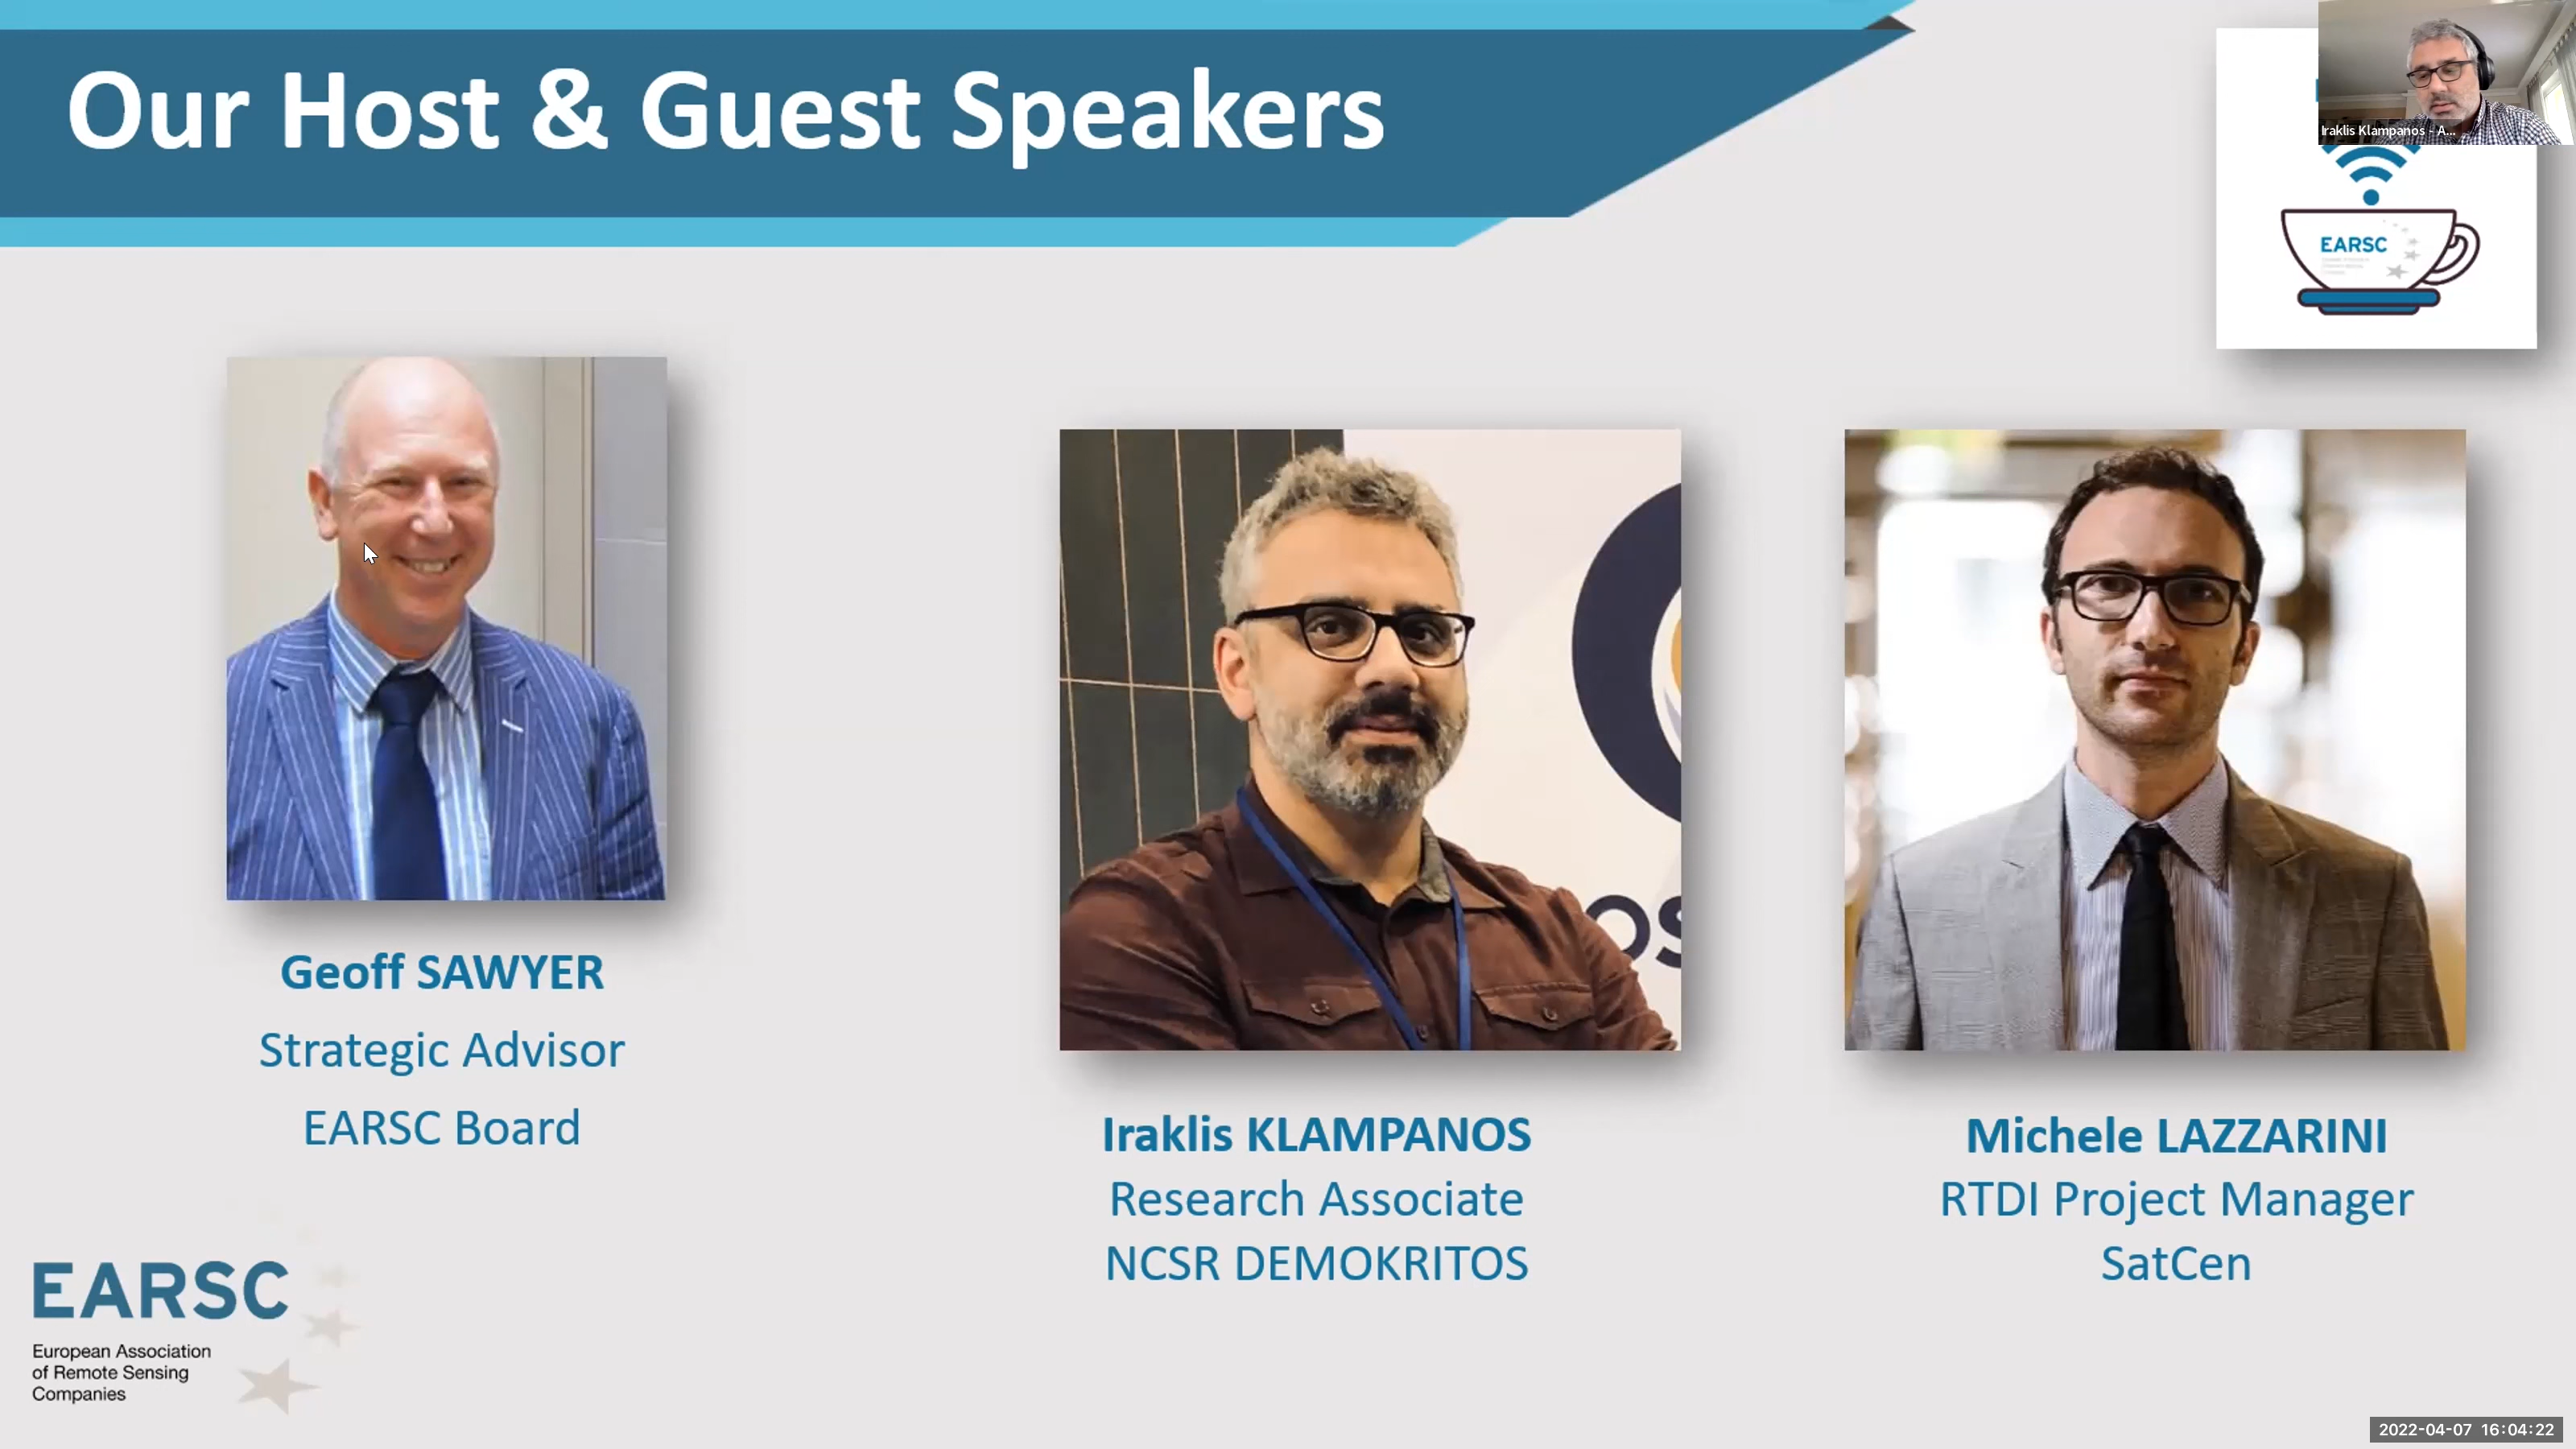 Our Host & Guest Speakers
Iraklis Klampanos - A...
EARSC
Geoff SAWYER
Strategic Advisor
EARSC Board
os
Iraklis KLAMPANOS
Research Associate
NCSR DEMOKRITOS
Michele LAZZARINI
RTDI Project Manager
SatCen
EARSC
European Association
of Remote Sensing
Companies
2022-04-07 16:04:22